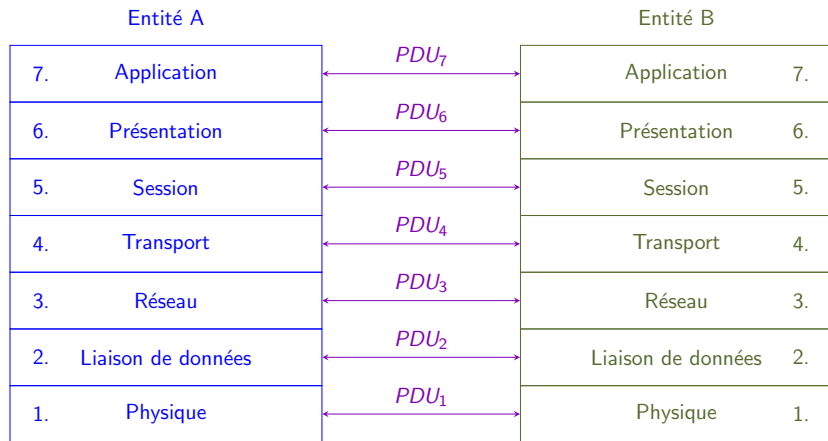 Entité A Entité B
7. Application PDU₇ Application 7.
6. Présentation PDU₆ Présentation 6.
5. Session PDU₅ Session 5.
4. Transport PDU₄ Transport 4.
3. Réseau PDU₃ Réseau 3.
2. Liaison de données PDU₂ Liaison de données 2.
1. Physique PDU₁ Physique 1.